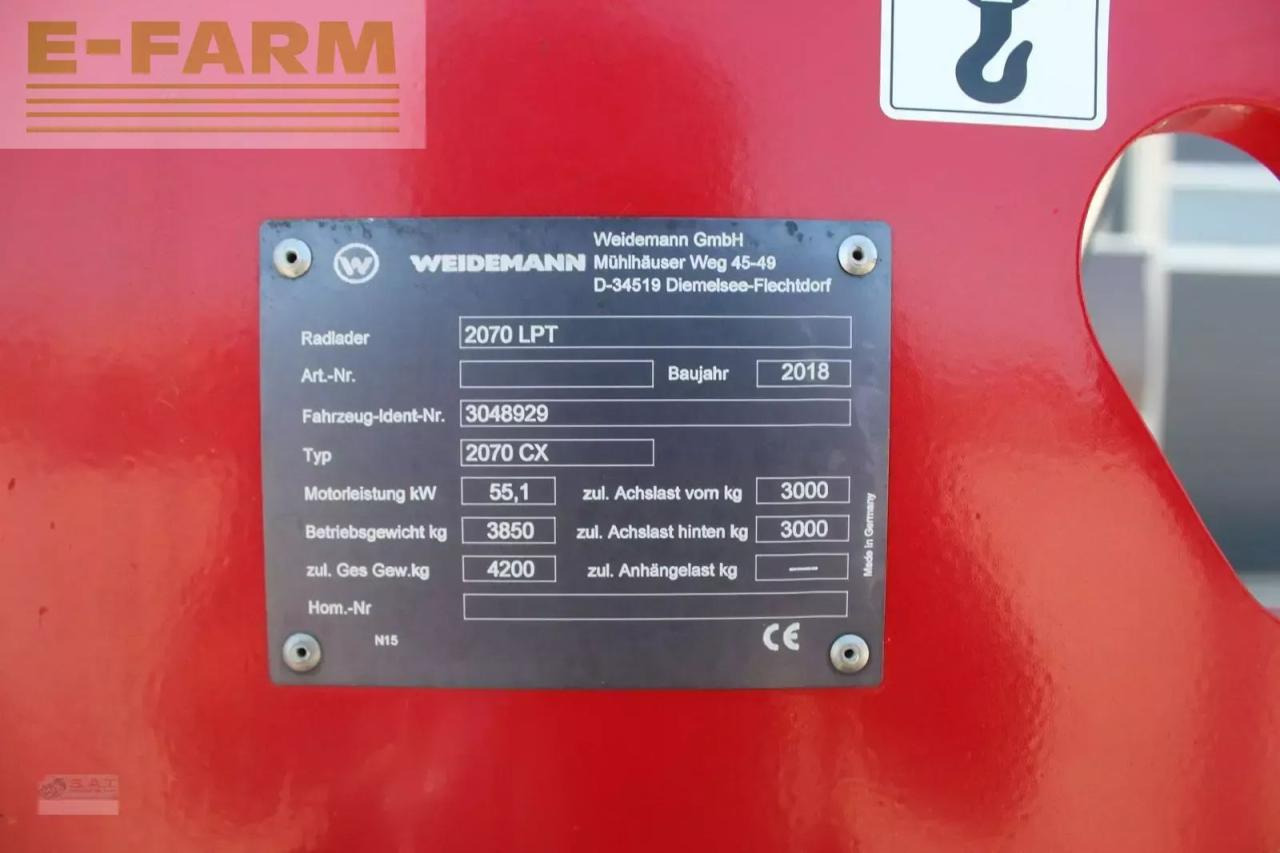 E-FARM
W WEIDEMANN
Weidemann GmbH
Mühlhäuser Weg 45-49
D-34519 Diemelsee-Flechtdorf
Radlader 2070 LPT
Art.-Nr. Baujahr 2018
Fahrzeug-Ident-Nr. 3048929
Typ 2070 CX
Motorleistung kW 55,1 zul. Achslast vorn kg 3000
Betriebsgewicht kg 3850 zul. Achslast hinten kg 3000
zul. Ges Gew.kg 4200 zul. Anhängelast kg —
Hom.-Nr
N15 CE
Made in Germany
S.A.T